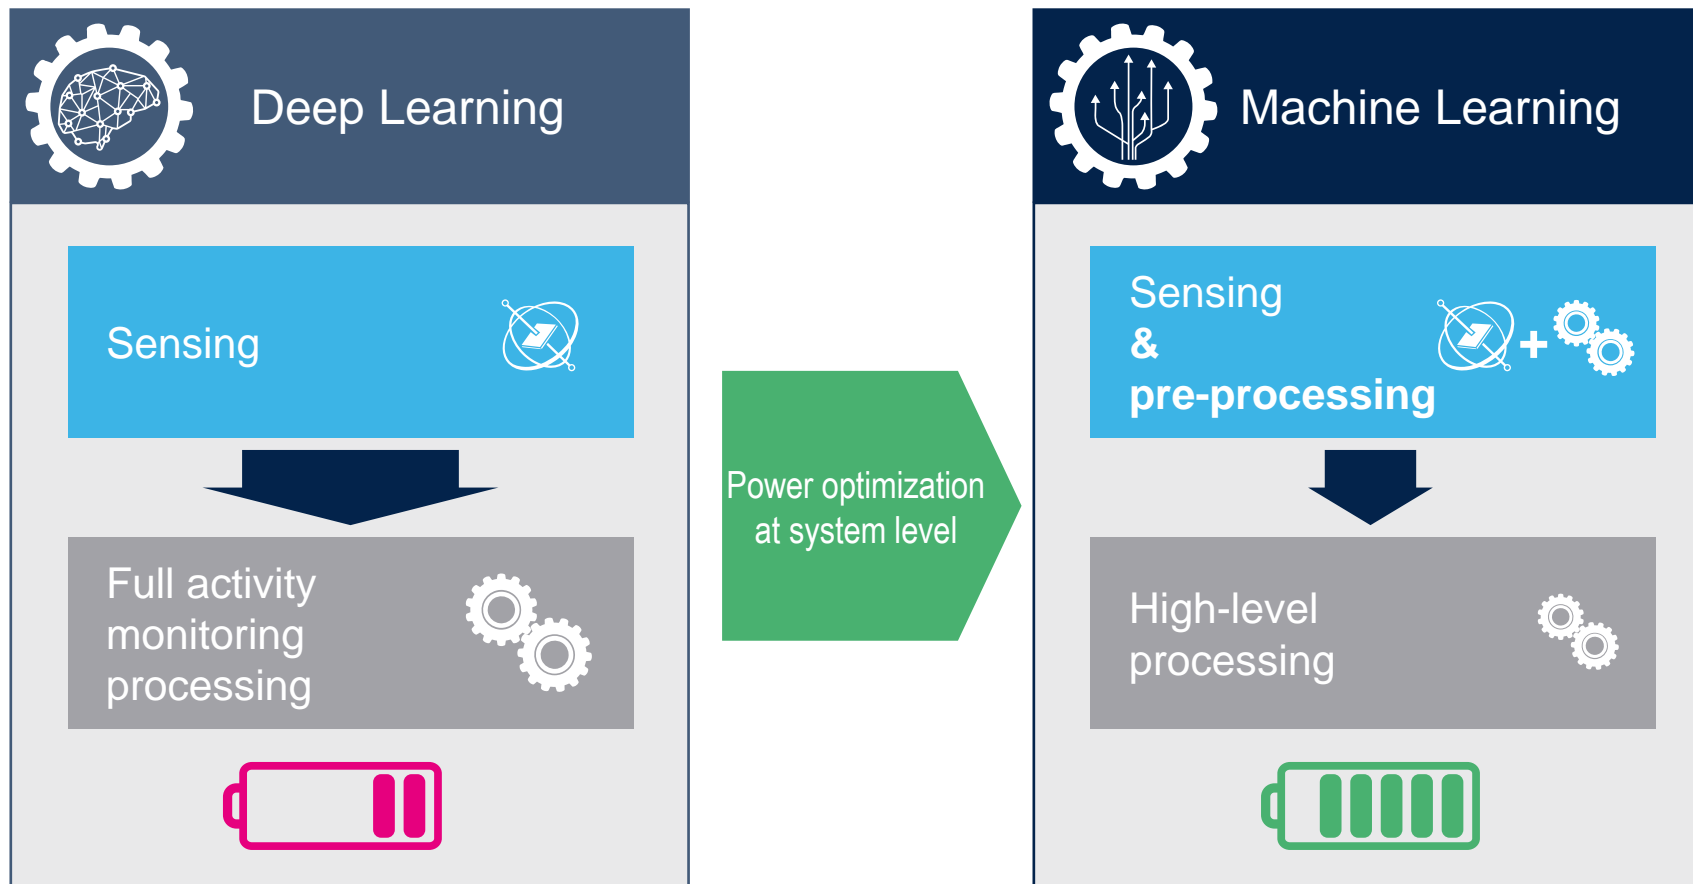 Deep Learning
Sensing
Full activity
monitoring
processing
Power optimization
at system level
Machine Learning
Sensing
&
pre-processing
+
High-level
processing